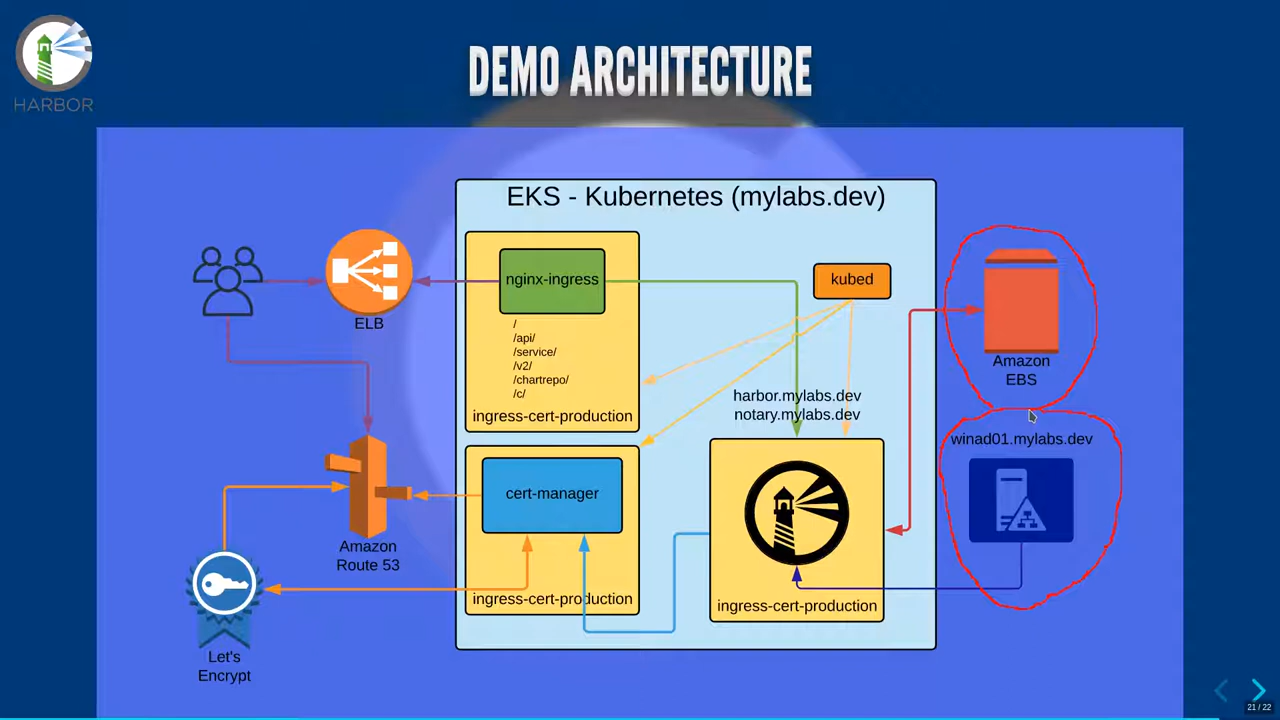 HARBOR
DEMO ARCHITECTURE
EKS - Kubernetes (mylabs.dev)
nginx-ingress
/
/api/
/service/
/v2/
/chartrepo/
/c/
ingress-cert-production
kubed
ELB
harbor.mylabs.dev
notary.mylabs.dev
Amazon
EBS
winad01.mylabs.dev
cert-manager
ingress-cert-production
ingress-cert-production
Amazon
Route 53
Let's
Encrypt
21 / 22